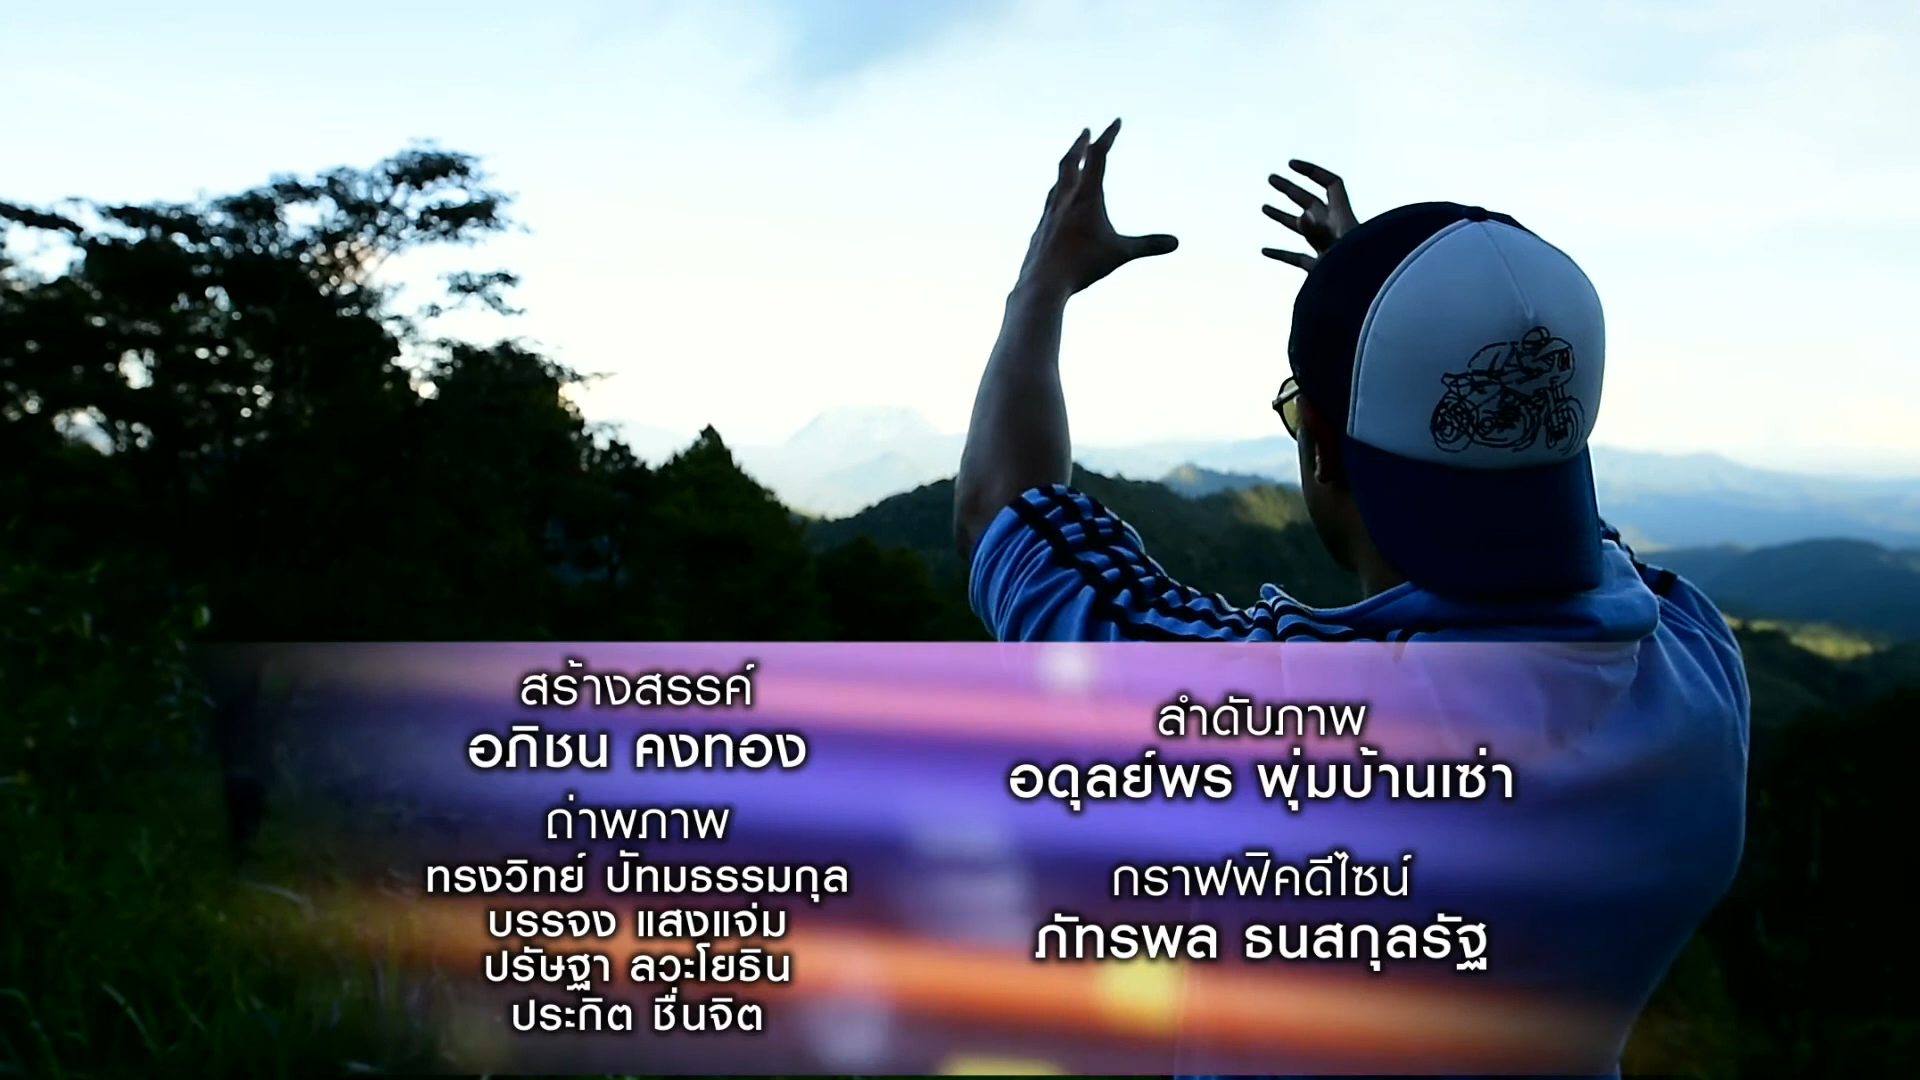 สร้างสรรค์
อภิชน คงทอง
ถ่าพภาพ
ทรงวิทย์ ปัทมธรรมกุล
บรรจง แสงแจ่ม
ปรัษฐา ลวะโยธิน
ประกิต ชื่นจิต
ลำดับภาพ
อดุลย์พร พุ่มบ้านเซ่า
กราฟฟิคดีไซน์
ภัทรพล ธนสกุลรัฐ